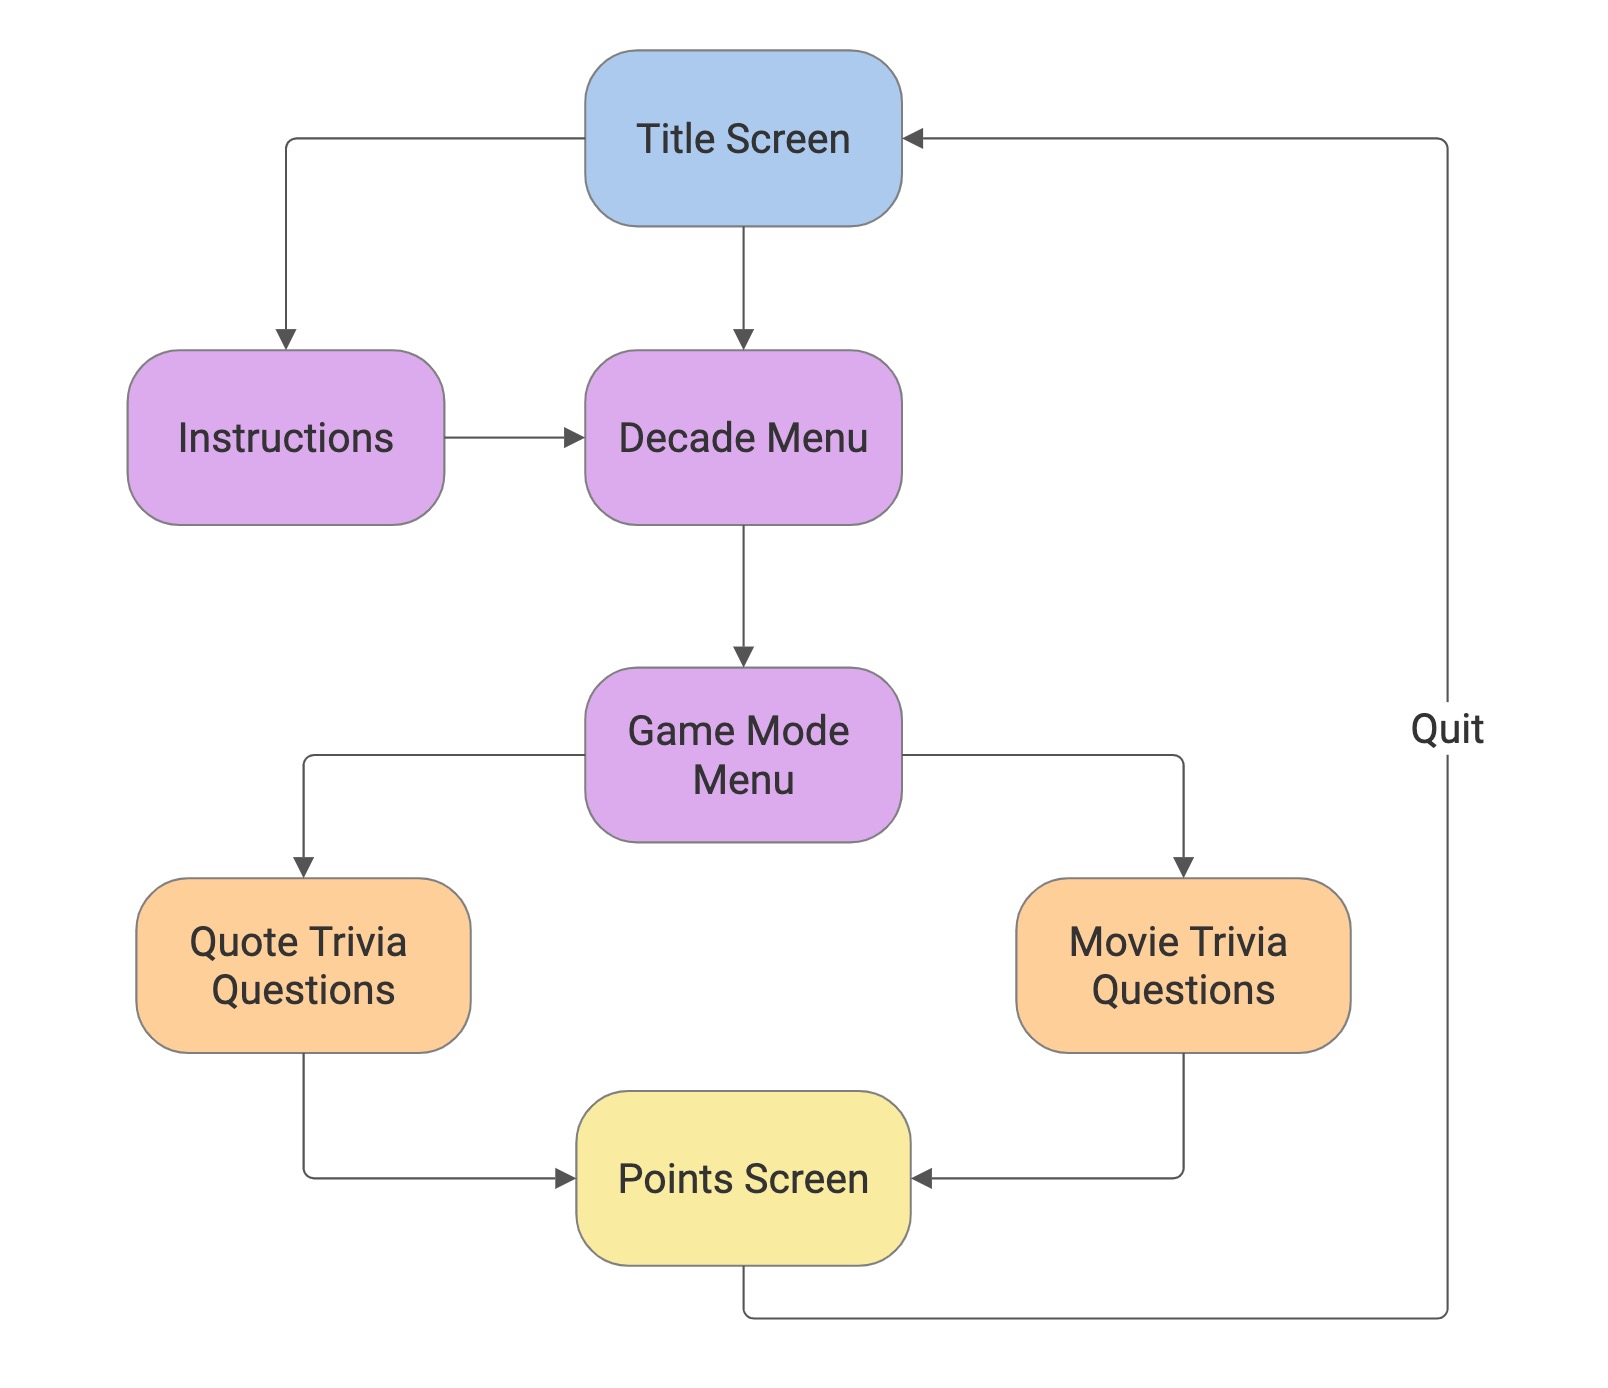 Title Screen
Instructions
Decade Menu
Game Mode
Menu
Quit
Quote Trivia
Questions
Movie Trivia
Questions
Points Screen